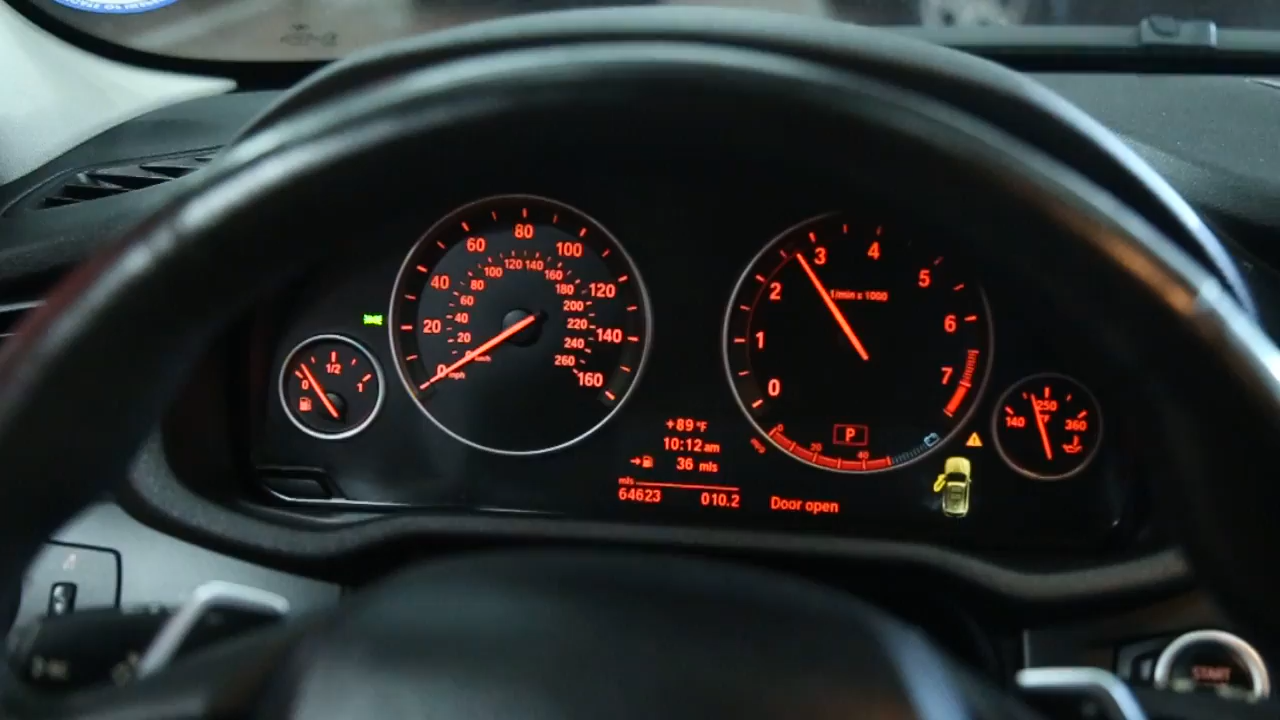 0 1/2 1
0 20 40 60 80 100 120 140 160
mph
0 20 40 60 80 100 120 140 160 180 200 220 240 260
km/h
0 1 2 3 4 5 6 7
1/min x 1000
0 20 40
P
140 250 360
°F
+89 °F
10:12 am
36 mls
mls
64623 010.2
Door open
START